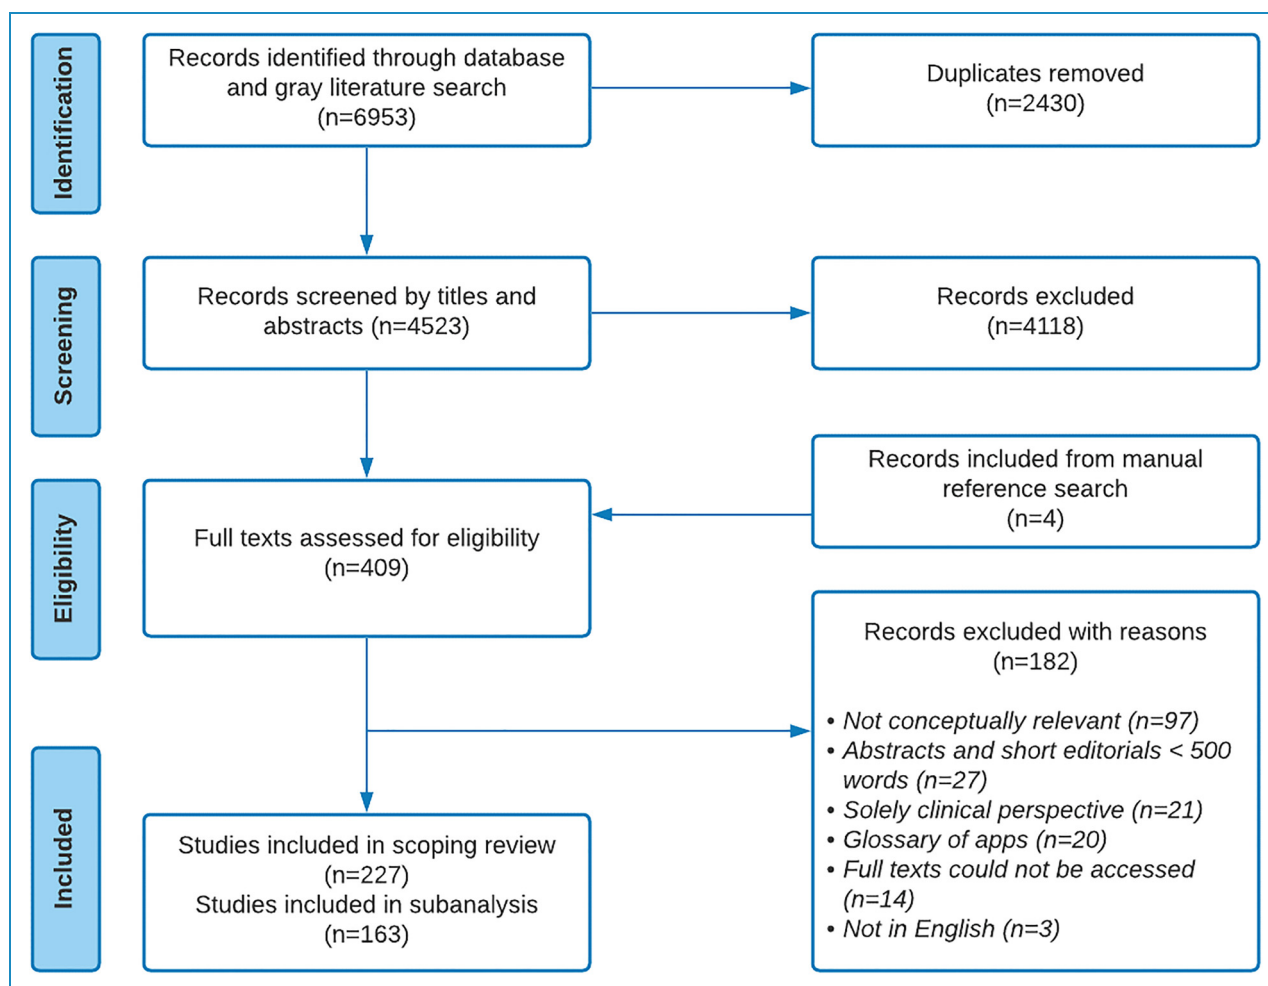 Identification
Records identified through database
and gray literature search
(n=6953)
Duplicates removed
(n=2430)
Screening
Records screened by titles and
abstracts (n=4523)
Records excluded
(n=4118)
Eligibility
Full texts assessed for eligibility
(n=409)
Records included from manual
reference search
(n=4)
Records excluded with reasons
(n=182)
• Not conceptually relevant (n=97)
• Abstracts and short editorials < 500
words (n=27)
• Solely clinical perspective (n=21)
• Glossary of apps (n=20)
• Full texts could not be accessed
(n=14)
• Not in English (n=3)
Included
Studies included in scoping review
(n=227)
Studies included in subanalysis
(n=163)